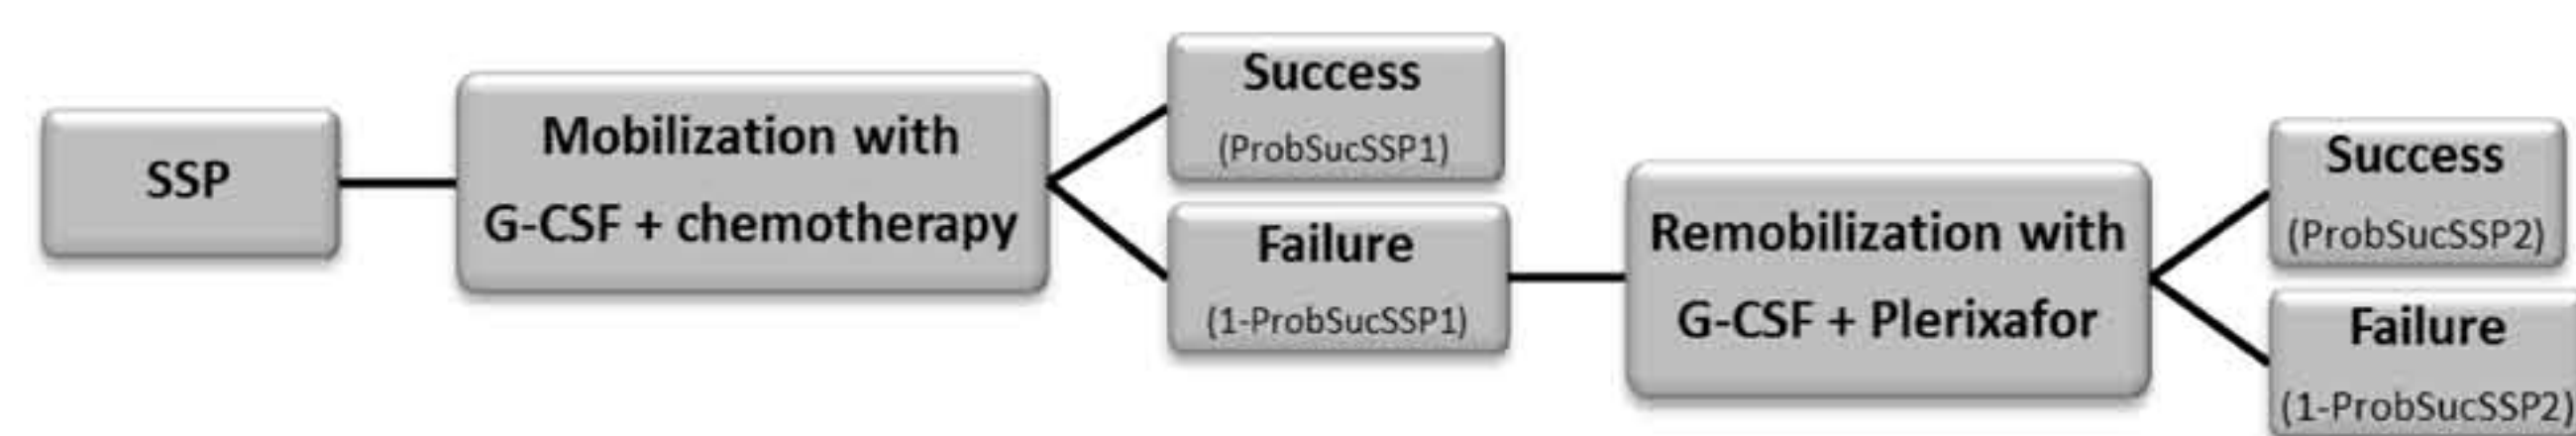 SSP
Mobilization with
G-CSF + chemotherapy
Success
(ProbSucSSP1)
Failure
(1-ProbSucSSP1)
Remobilization with
G-CSF + Plerixafor
Success
(ProbSucSSP2)
Failure
(1-ProbSucSSP2)